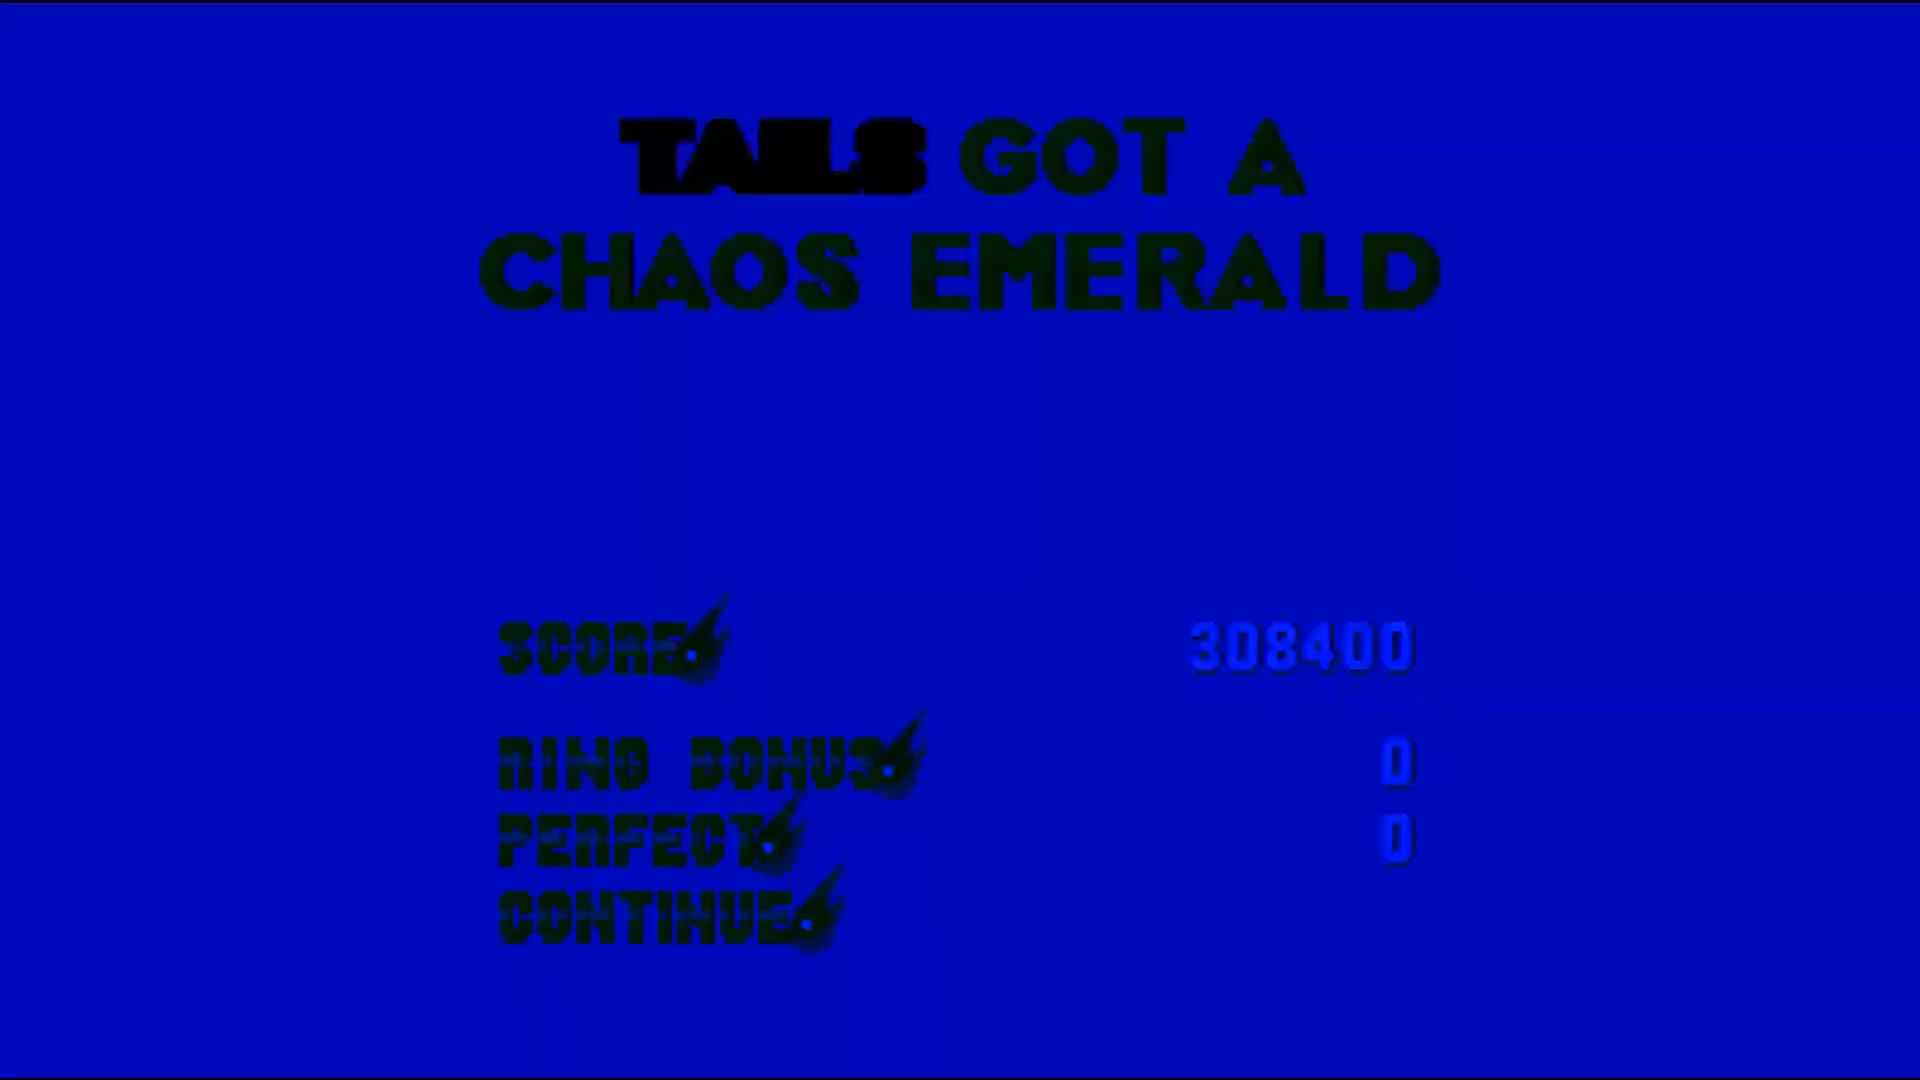 TAILS GOT A
CHAOS EMERALD
SCORE 308400
RING BONUS 0
PERFECT 0
CONTINUE